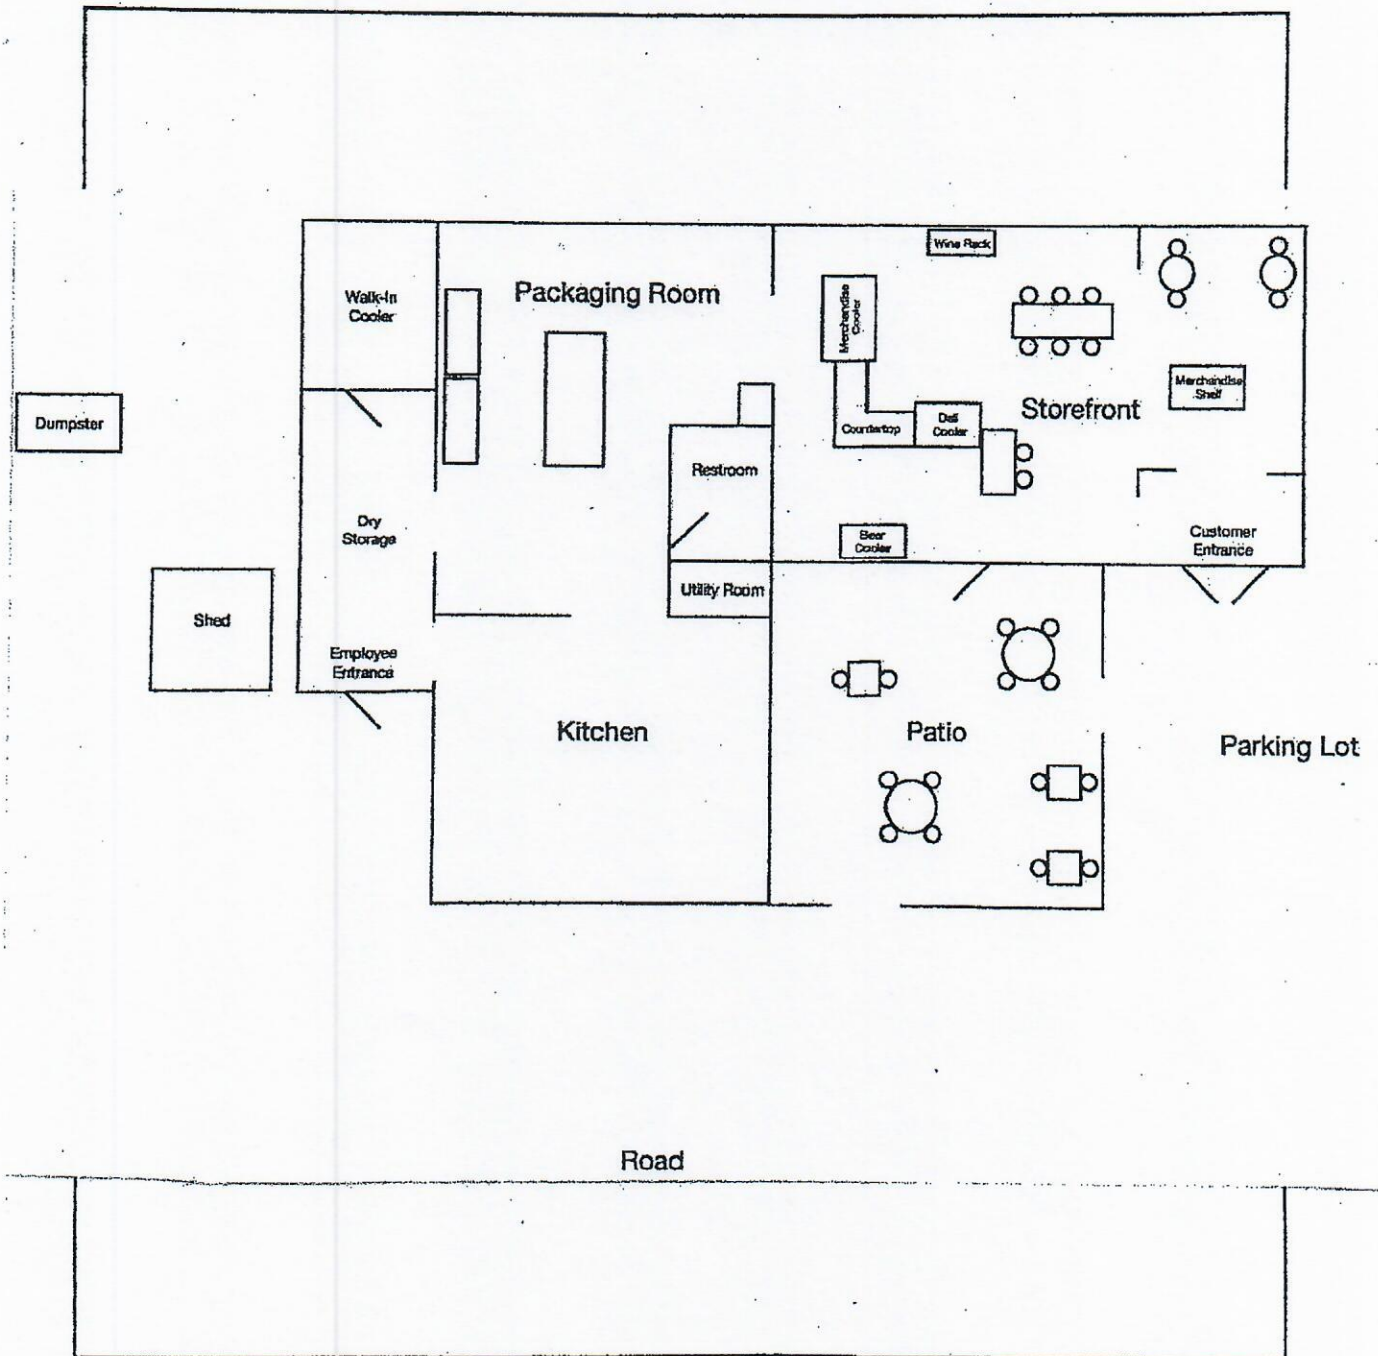 Wine Rack
Walk-In
Cooler
Packaging Room
Merchandise
Cooler
Merchandise
Shelf
Storefront
Dumpster
Countertop
Deli
Cooler
Restroom
Dry
Storage
Beer
Cooler
Customer
Entrance
Utility Room
Shed
Employee
Entrance
Kitchen
Patio
Parking Lot
Road